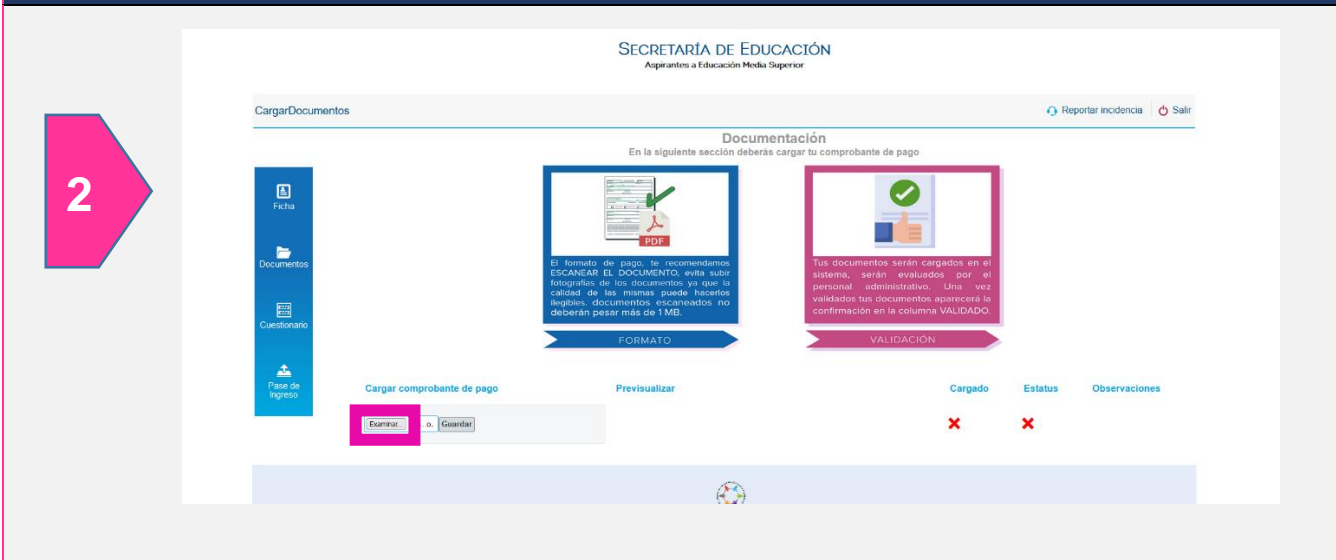 SECRETARÍA DE EDUCACIÓN
Aspirantes a Educación Media Superior
CargarDocumentos
Reportar incidencia
Salir
2
Documentación
En la siguiente sección deberás cargar tu comprobante de pago
Ficha
Documentos
Cuestionario
Pase de
Ingreso
PDF
El formato de pago, te recomendamos
ESCANEAR EL DOCUMENTO, evita subir
fotografías de los documentos ya que la
calidad de las mismas puede hacerlos
ilegibles. documentos escaneados no
deberán pesar más de 1 MB.
FORMATO
Tus documentos serán cargados en el
sistema, serán evaluados por el
personal administrativo. Una vez
validados tus documentos aparecerá la
confirmación en la columna VALIDADO.
VALIDACIÓN
Cargar comprobante de pago
Previsualizar
Cargado
Estatus
Observaciones
Examinar... o. Guardar